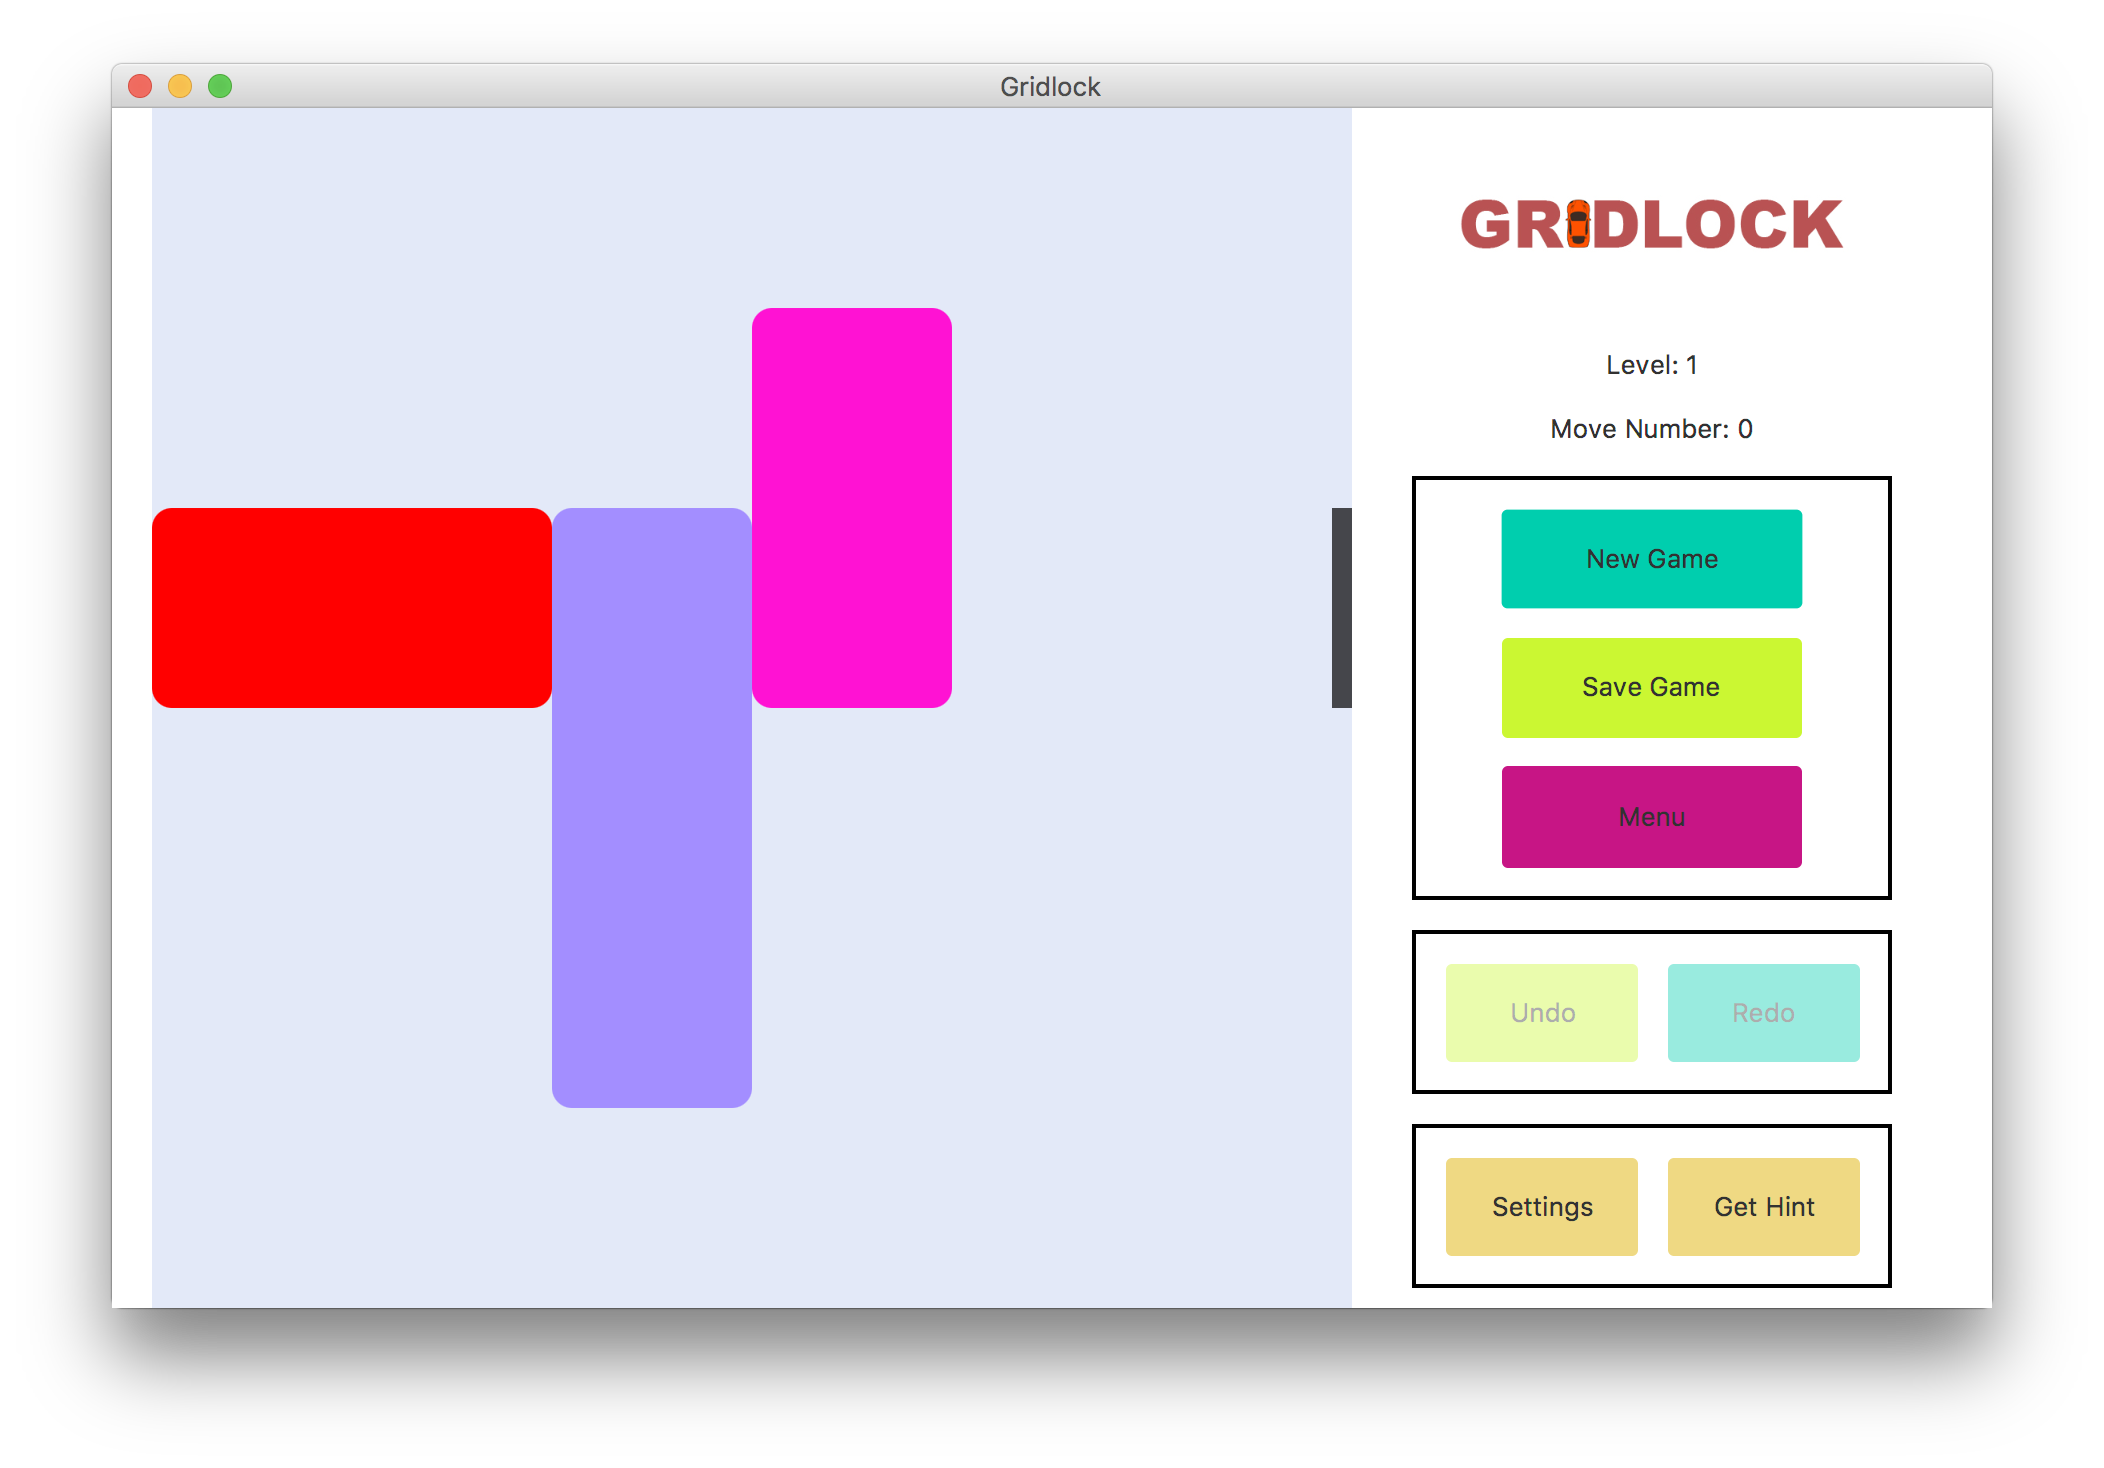 Gridlock
GRIDLOCK
Level: 1
Move Number: 0
New Game
Save Game
Menu
Undo
Redo
Settings
Get Hint